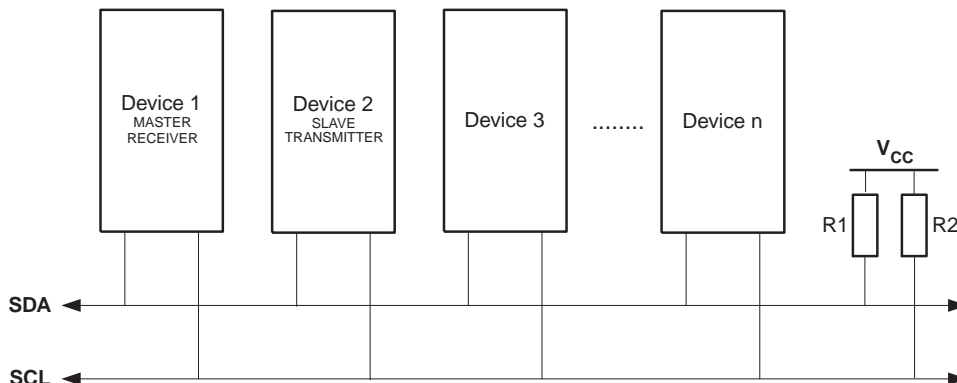 Device 1
MASTER
RECEIVER
Device 2
SLAVE
TRANSMITTER
Device 3
........
Device n
VCC
R1
R2
SDA
SCL